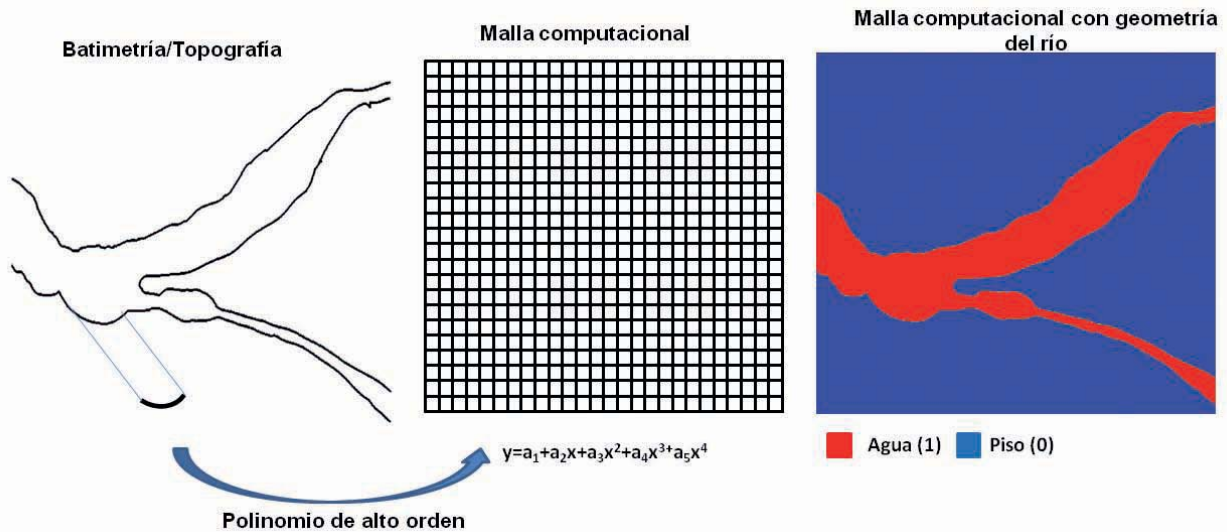 Batimetría/Topografía
Malla computacional
Malla computacional con geometría
del río
y=a₁+a₂x+a₃x²+a₄x³⁺a₅x⁴
Agua (1)
Piso (0)
Polinomio de alto orden